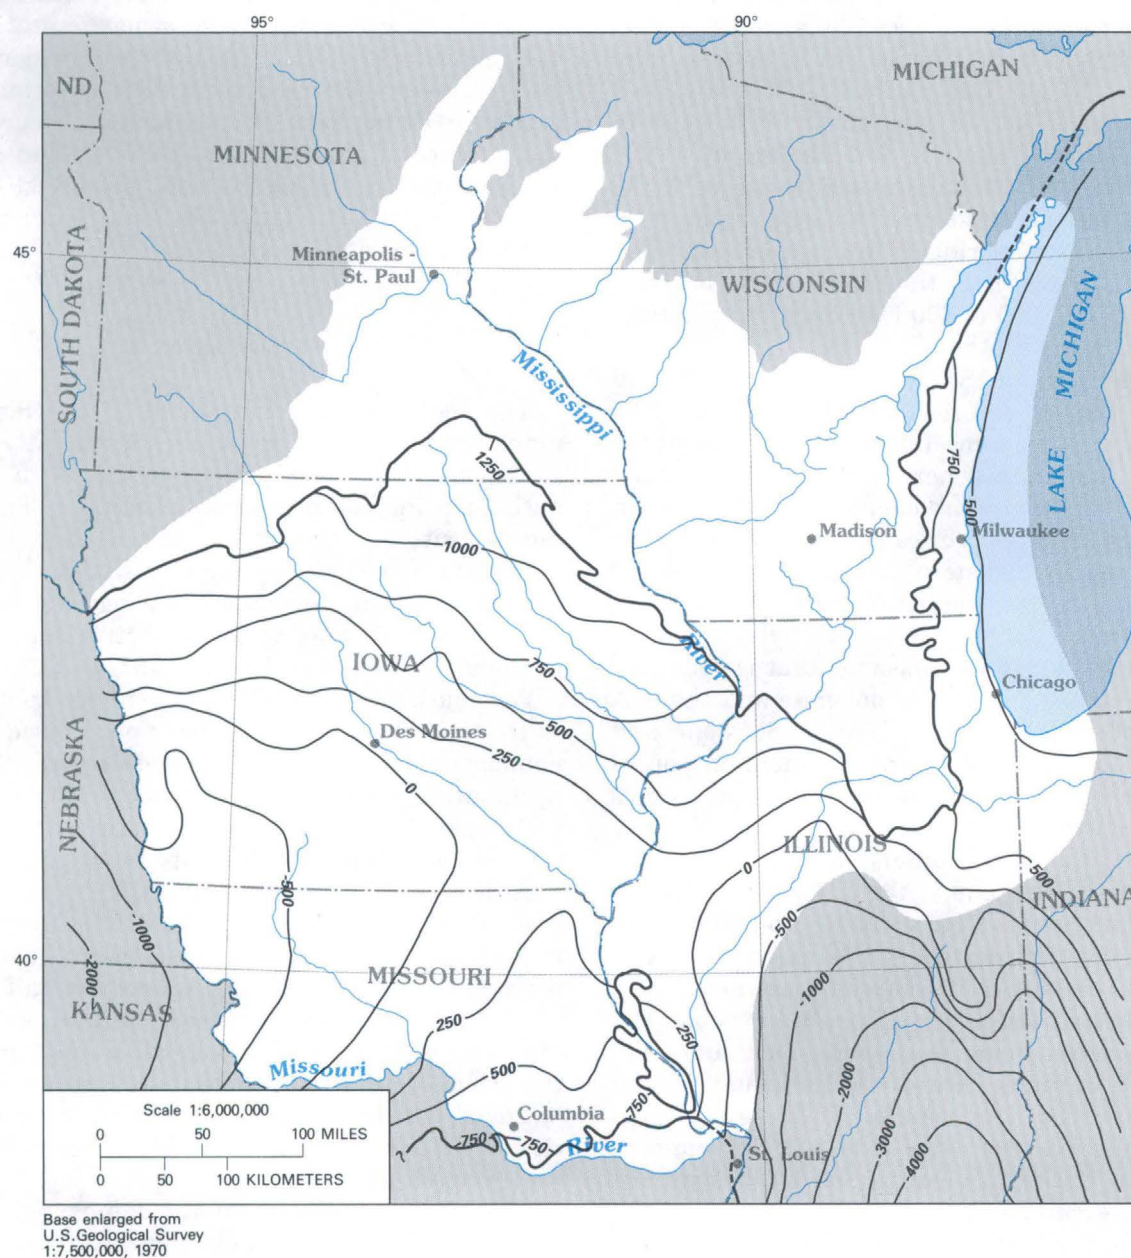 95°
90°
ND
MICHIGAN
MINNESOTA
45°
Minneapolis -
St. Paul
SOUTH DAKOTA
WISCONSIN
LAKE MICHIGAN
Mississippi
750
1250
500
Madison
Milwaukee
1000
River
IOWA
750
Chicago
500
Des Moines
250
NEBRASKA
0
ILLINOIS
0
500
-500
INDIANA
-500
-1000
40°
-2000
MISSOURI
-1000
KANSAS
250
250
Missouri
500
-2000
750
Columbia
-3000
?
750
750
River
St. Louis
-4000
Scale 1:6,000,000
0 50 100 MILES
0 50 100 KILOMETERS
Base enlarged from
U.S.Geological Survey
1:7,500,000, 1970